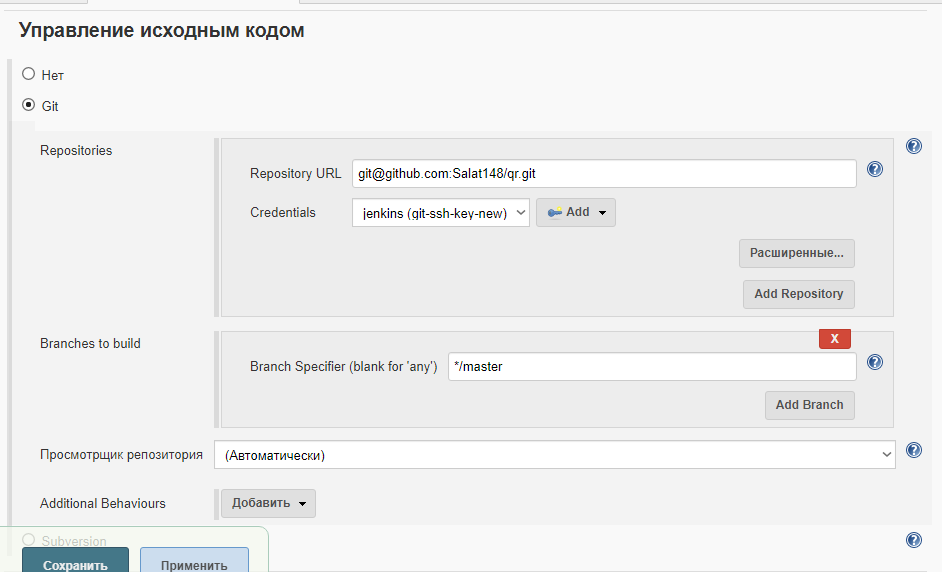 Управление исходным кодом
Нет
Git
Repositories
Repository URL git@github.com:Salat148/qr.git
Credentials jenkins (git-ssh-key-new) Add
Расширенные...
Add Repository
Branches to build
X
Branch Specifier (blank for 'any') */master
Add Branch
Просмотрщик репозитория (Автоматически)
Additional Behaviours Добавить
Subversion
Сохранить Применить